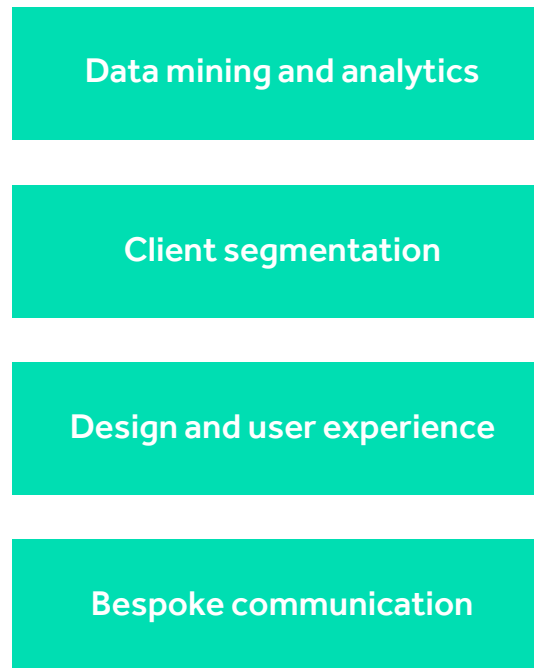 Data mining and analytics
Client segmentation
Design and user experience
Bespoke communication